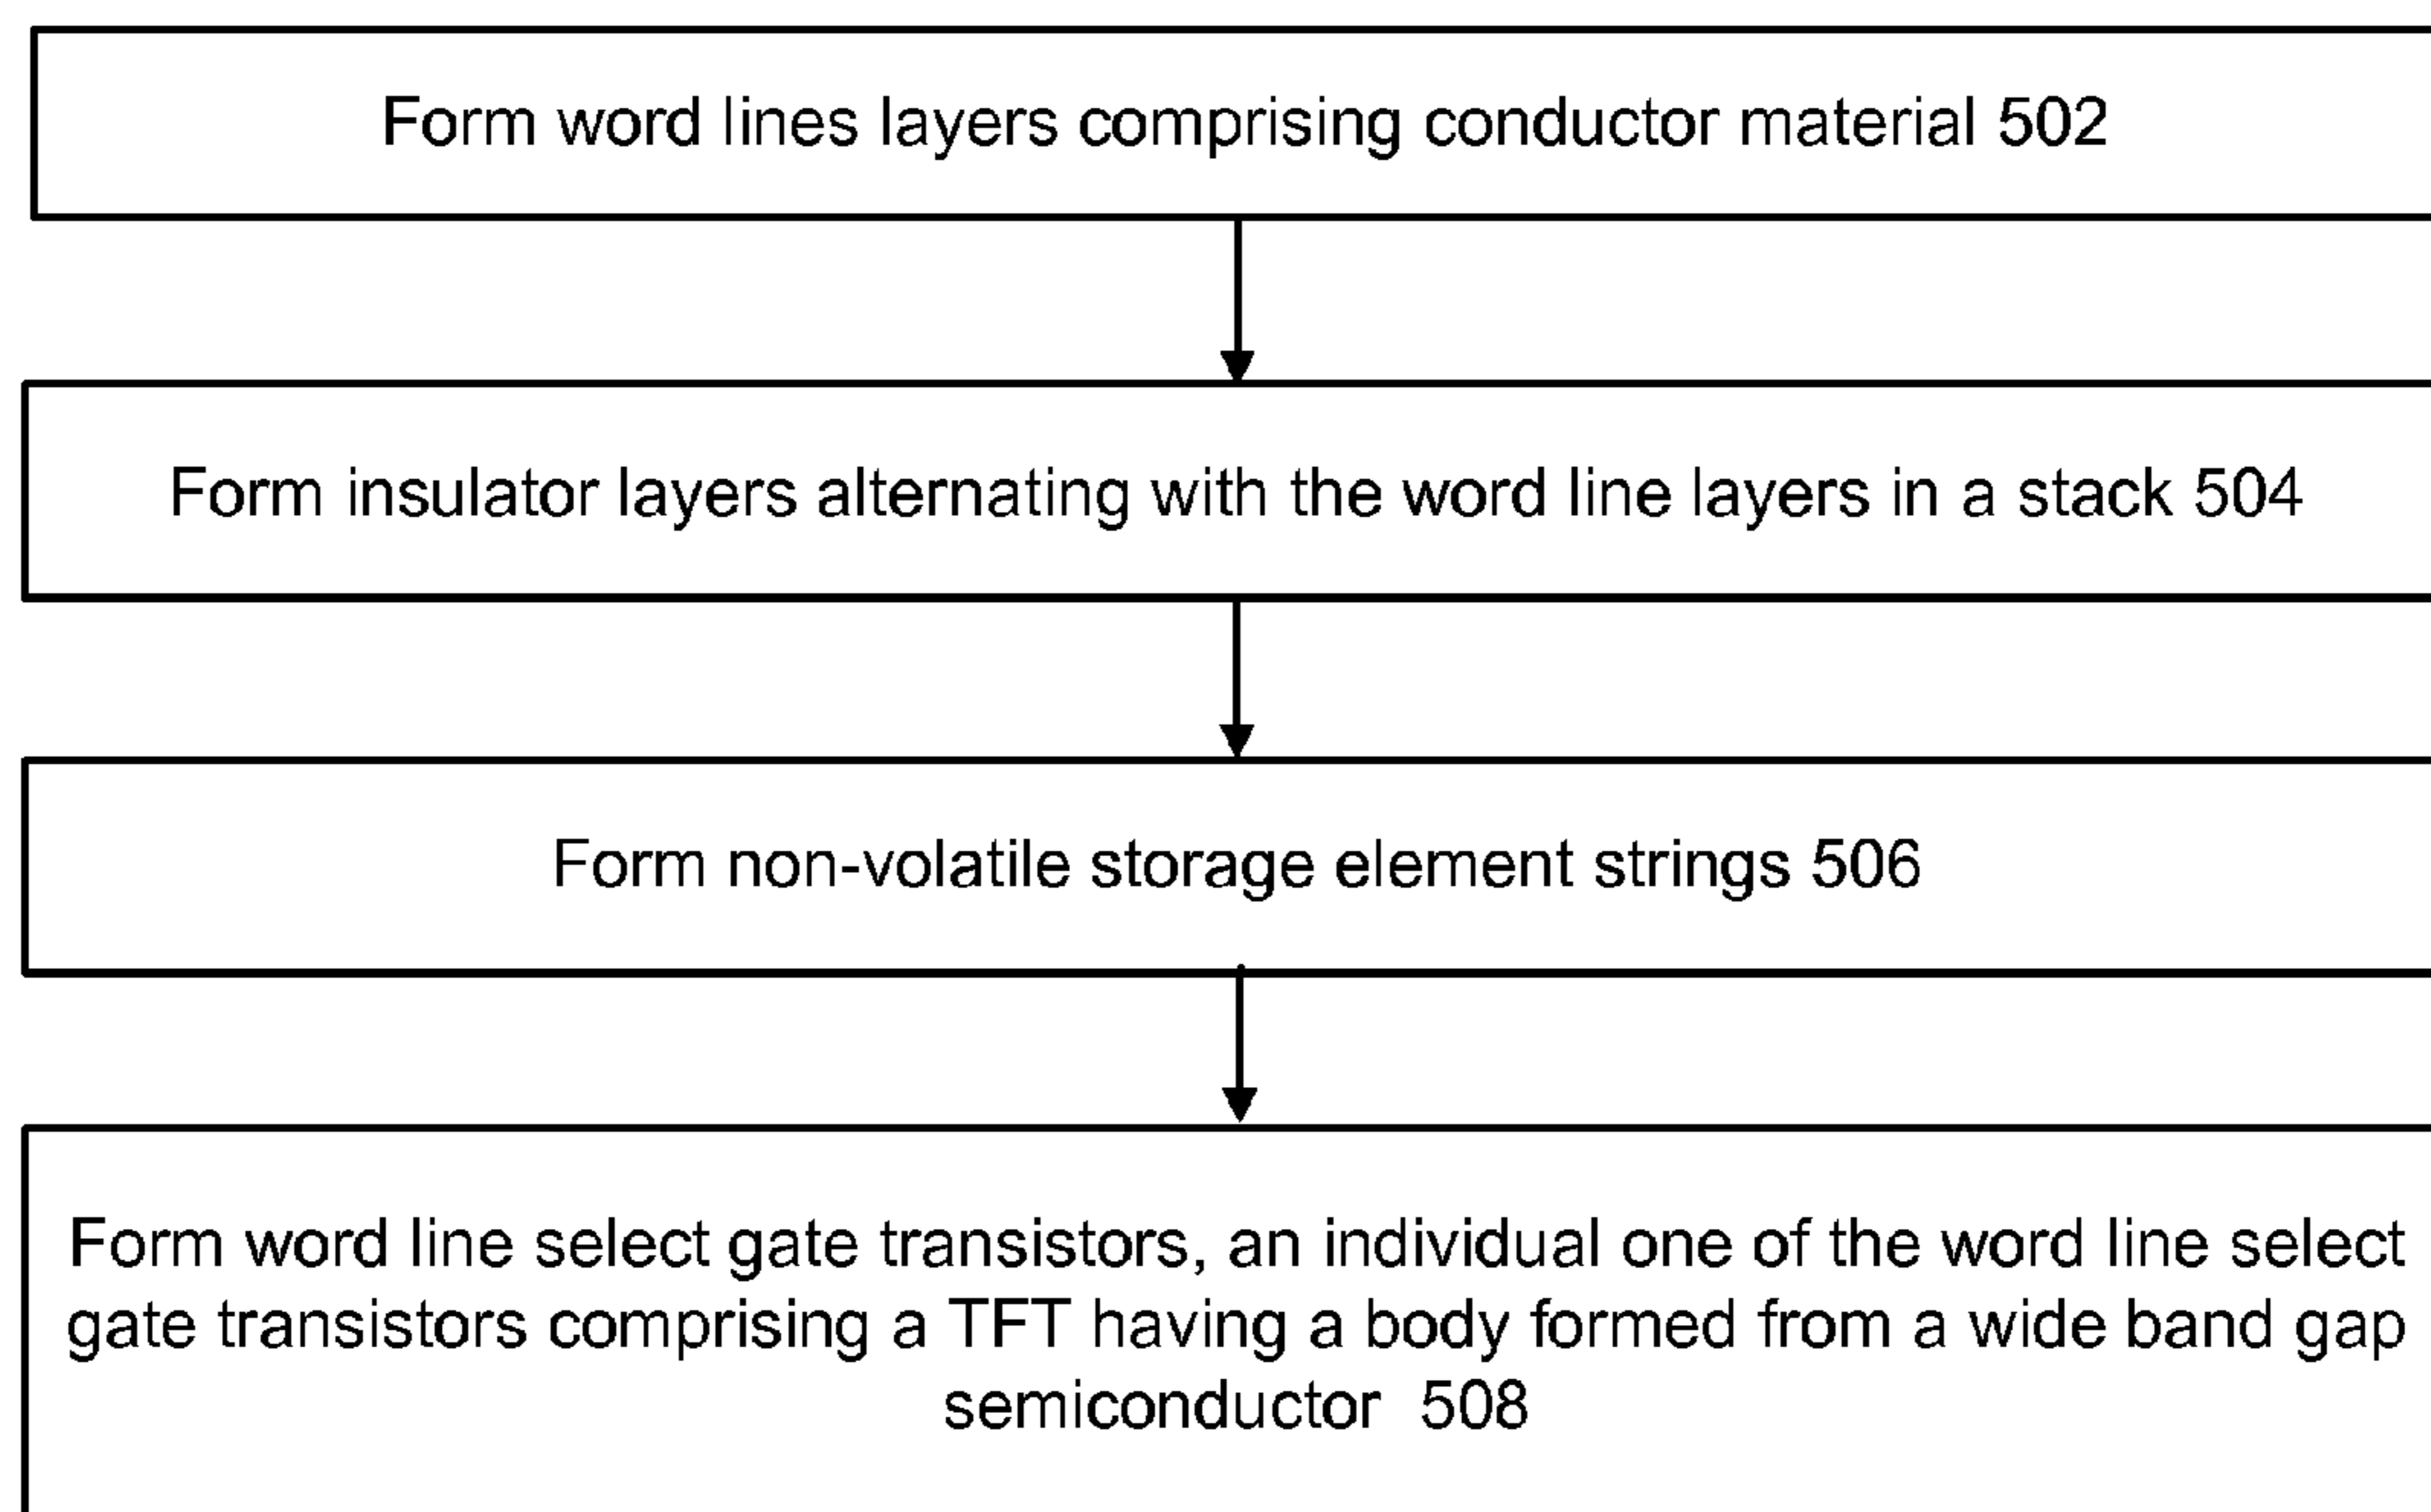 Form word lines layers comprising conductor material 502
Form insulator layers alternating with the word line layers in a stack 504
Form non-volatile storage element strings 506
Form word line select gate transistors, an individual one of the word line select
gate transistors comprising a TFT having a body formed from a wide band gap
semiconductor 508